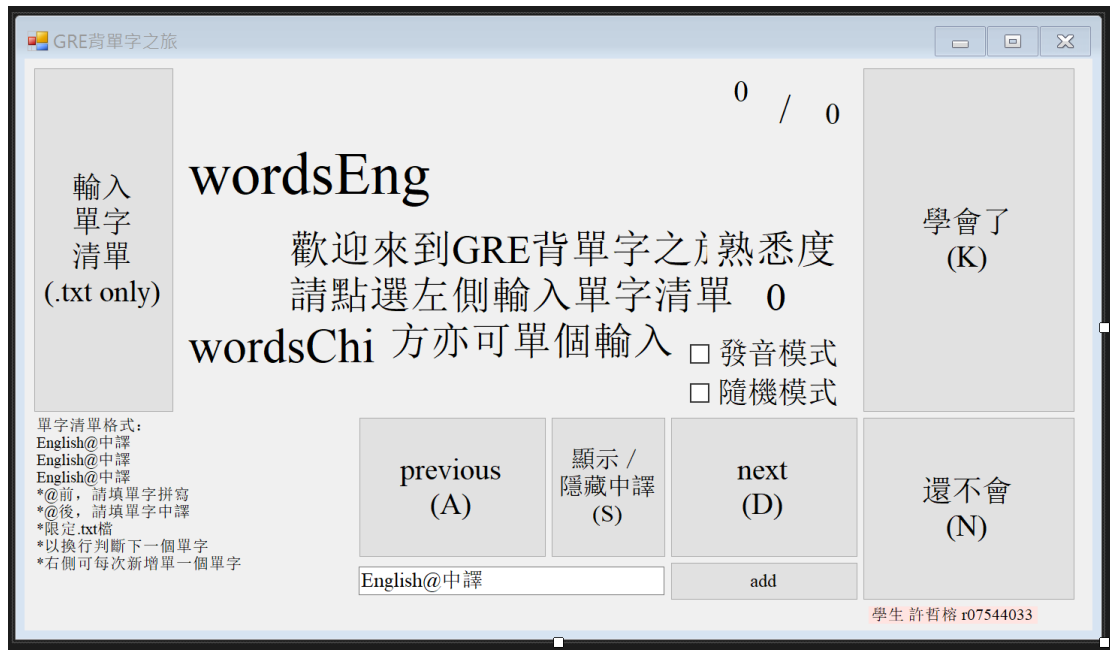 GRE背單字之旅
輸入
單字
清單
(.txt only)
0 / 0
wordsEng
歡迎來到GRE背單字之
請點選左側輸入單字清單
方亦可單個輸入
wordsChi
熟悉度
0
發音模式
隨機模式
學會了
(K)
單字清單格式:
English@中譯
English@中譯
English@中譯
*@前，請填單字拼寫
*@後，請填單字中譯
*限定.txt檔
*以換行判斷下一個單字
*右側可每次新增單一個單字
previous
(A)
顯示 /
隱藏中譯
(S)
next
(D)
還不會
(N)
English@中譯
add
學生 許哲榕 r07544033